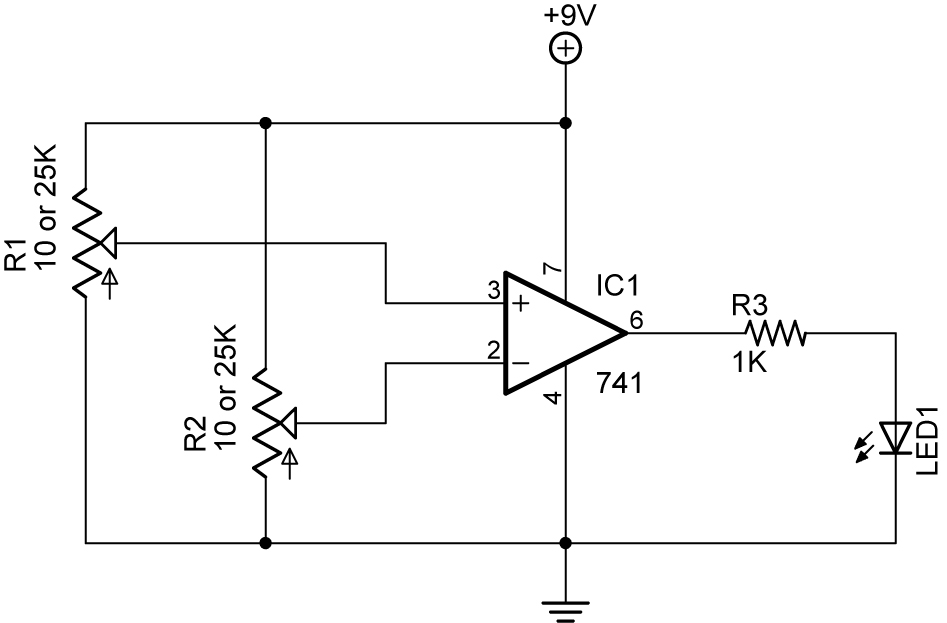 +9V
R1
10 or 25K
R2
10 or 25K
3
+
2
−
7
4
IC1
741
6
R3
1K
LED1